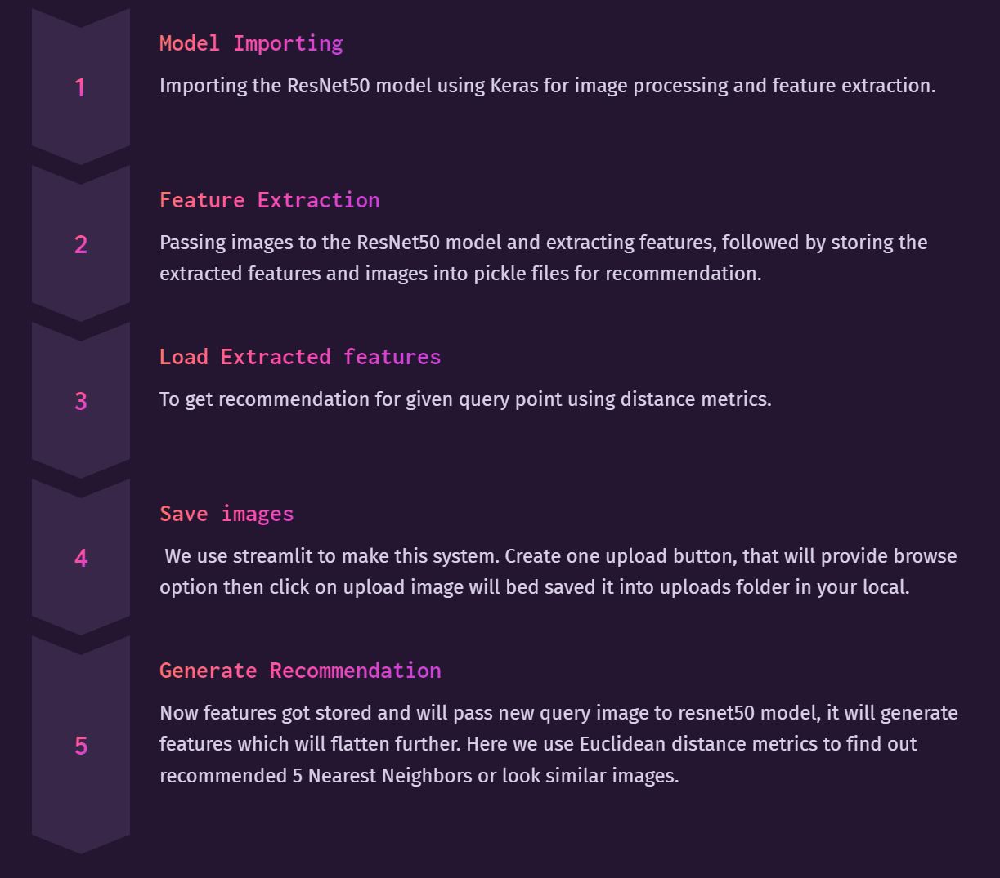 1
Model Importing
Importing the ResNet50 model using Keras for image processing and feature extraction.
2
Feature Extraction
Passing images to the ResNet50 model and extracting features, followed by storing the
extracted features and images into pickle files for recommendation.
3
Load Extracted features
To get recommendation for given query point using distance metrics.
4
Save images
We use streamlit to make this system. Create one upload button, that will provide browse
option then click on upload image will bed saved it into uploads folder in your local.
5
Generate Recommendation
Now features got stored and will pass new query image to resnet50 model, it will generate
features which will flatten further. Here we use Euclidean distance metrics to find out
recommended 5 Nearest Neighbors or look similar images.